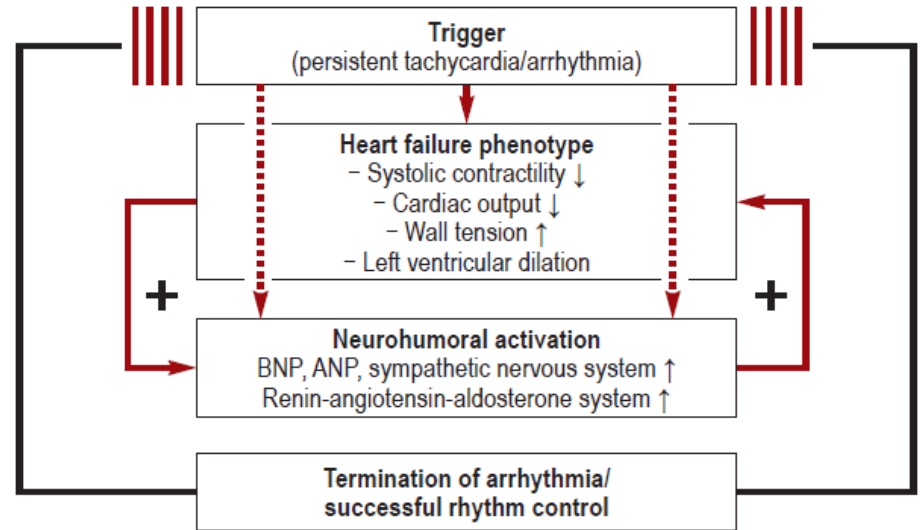 Trigger
(persistent tachycardia/arrhythmia)
Heart failure phenotype
− Systolic contractility ↓
− Cardiac output ↓
− Wall tension ↑
− Left ventricular dilation
+
+
Neurohumoral activation
BNP, ANP, sympathetic nervous system ↑
Renin-angiotensin-aldosterone system ↑
Termination of arrhythmia/
successful rhythm control